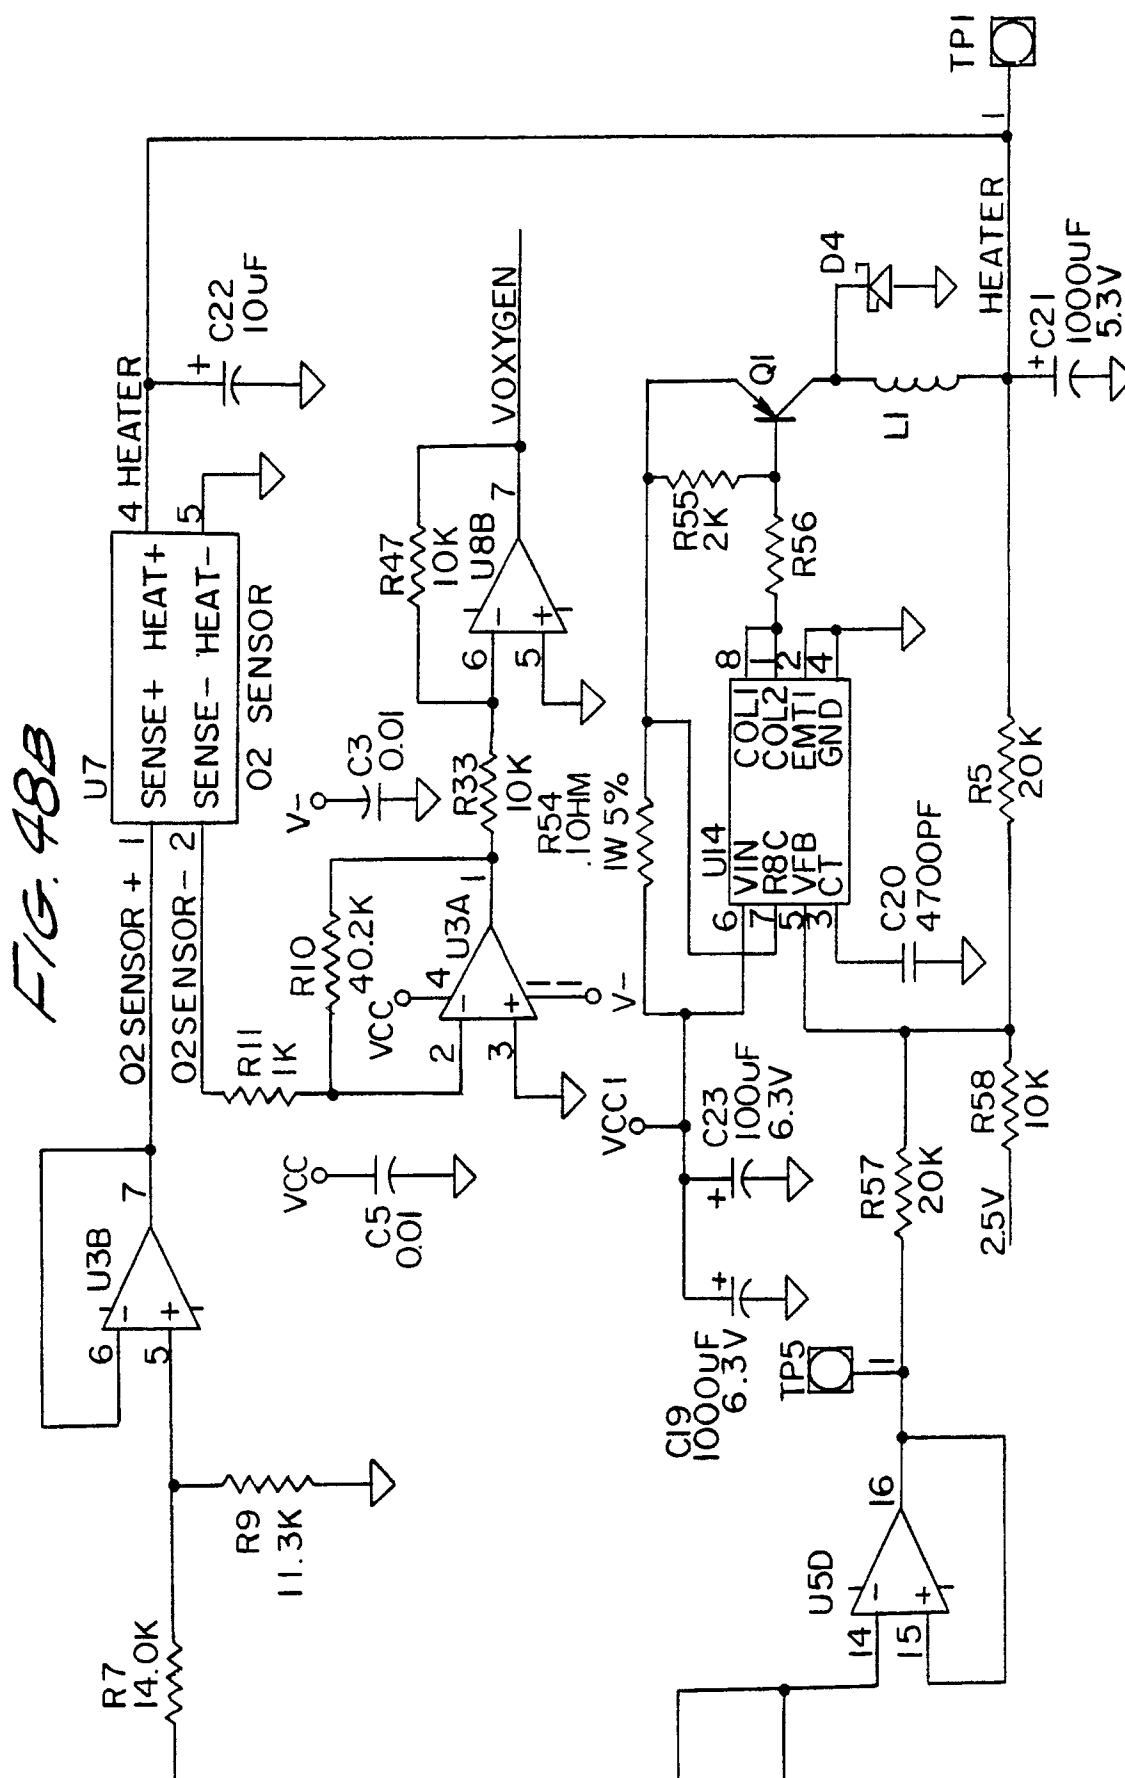 FIG. 48B
R7
14.0K
R9
11.3K
6
5
U3B
7
O2SENSOR +
1
O2SENSOR-
2
U7
SENSE+ HEAT+
SENSE- HEAT-
O2 SENSOR
4 HEATER
5
+
C22
10uF
R11
1K
R10
40.2K
VCC
4
2
3
U3A
1
11
V-
VCC
C5
0.01
V-
C3
0.01
R33
10K
R47
10K
6
5
U8B
7
VOXYGEN
R54
.1OHM
1W 5%
VCC1
C19
1000uF
6.3V
+
C23
100uF
6.3V
+
U14
6
7
5
3
VIN
R8C
VFB
CT
COL1
COL2
EMT1
GND
8
1
2
4
C20
4700PF
R55
2K
R56
Q1
D4
L1
HEATER
+
C21
1000UF
5.3V
1
TP1
R5
20K
R58
10K
2.5V
R57
20K
TP5
1
U5D
14
15
16